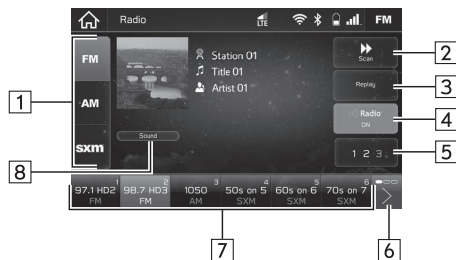 Radio LTE FM
FM
Station 01
Title 01
Artist 01
Scan
2
Replay
3
1
AM
Radio
ON
4
sxm
Sound
1 2 3
5
8
1 2 3 4 5 6
97.1 HD2 98.7 HD3 1050 50s on 5 60s on 6 70s on 7
FM FM AM SXM SXM SXM
7
6